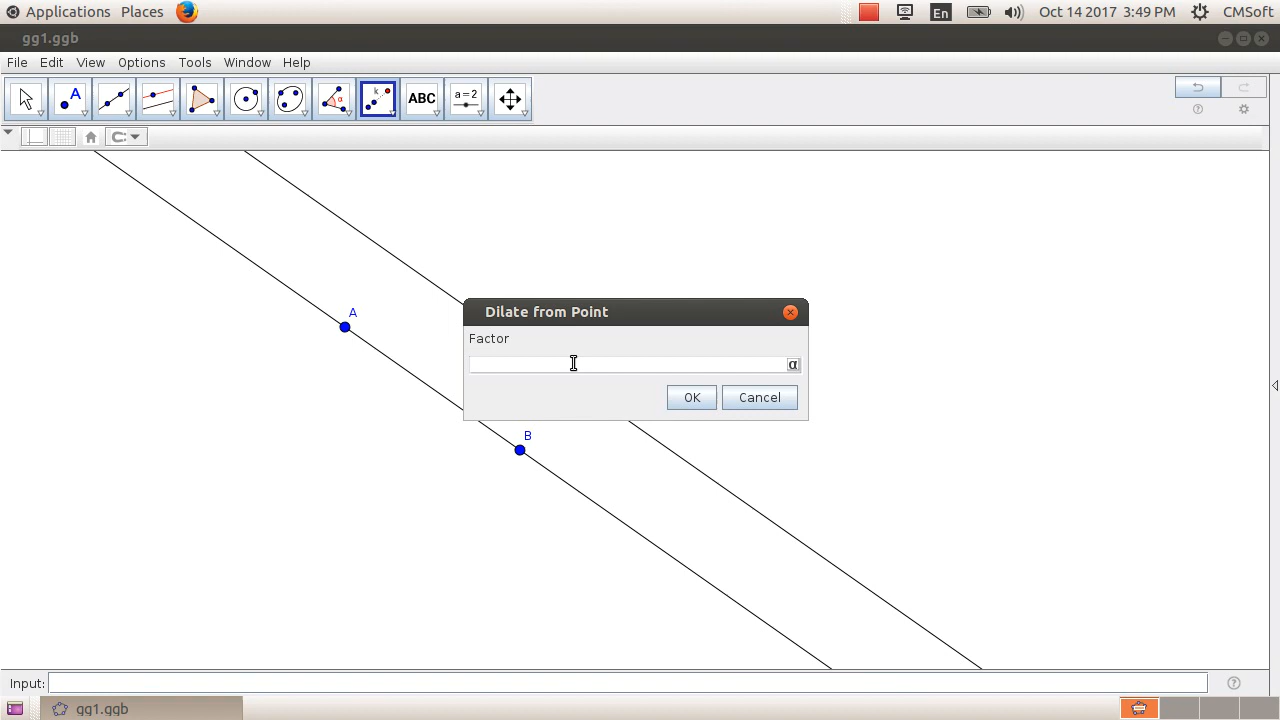 Applications Places En Oct 14 2017 3:49 PM CMSoft
gg1.ggb
File Edit View Options Tools Window Help
A α k ABC a=2
A
Dilate from Point
Factor
α
OK Cancel
B
Input:
gg1.ggb